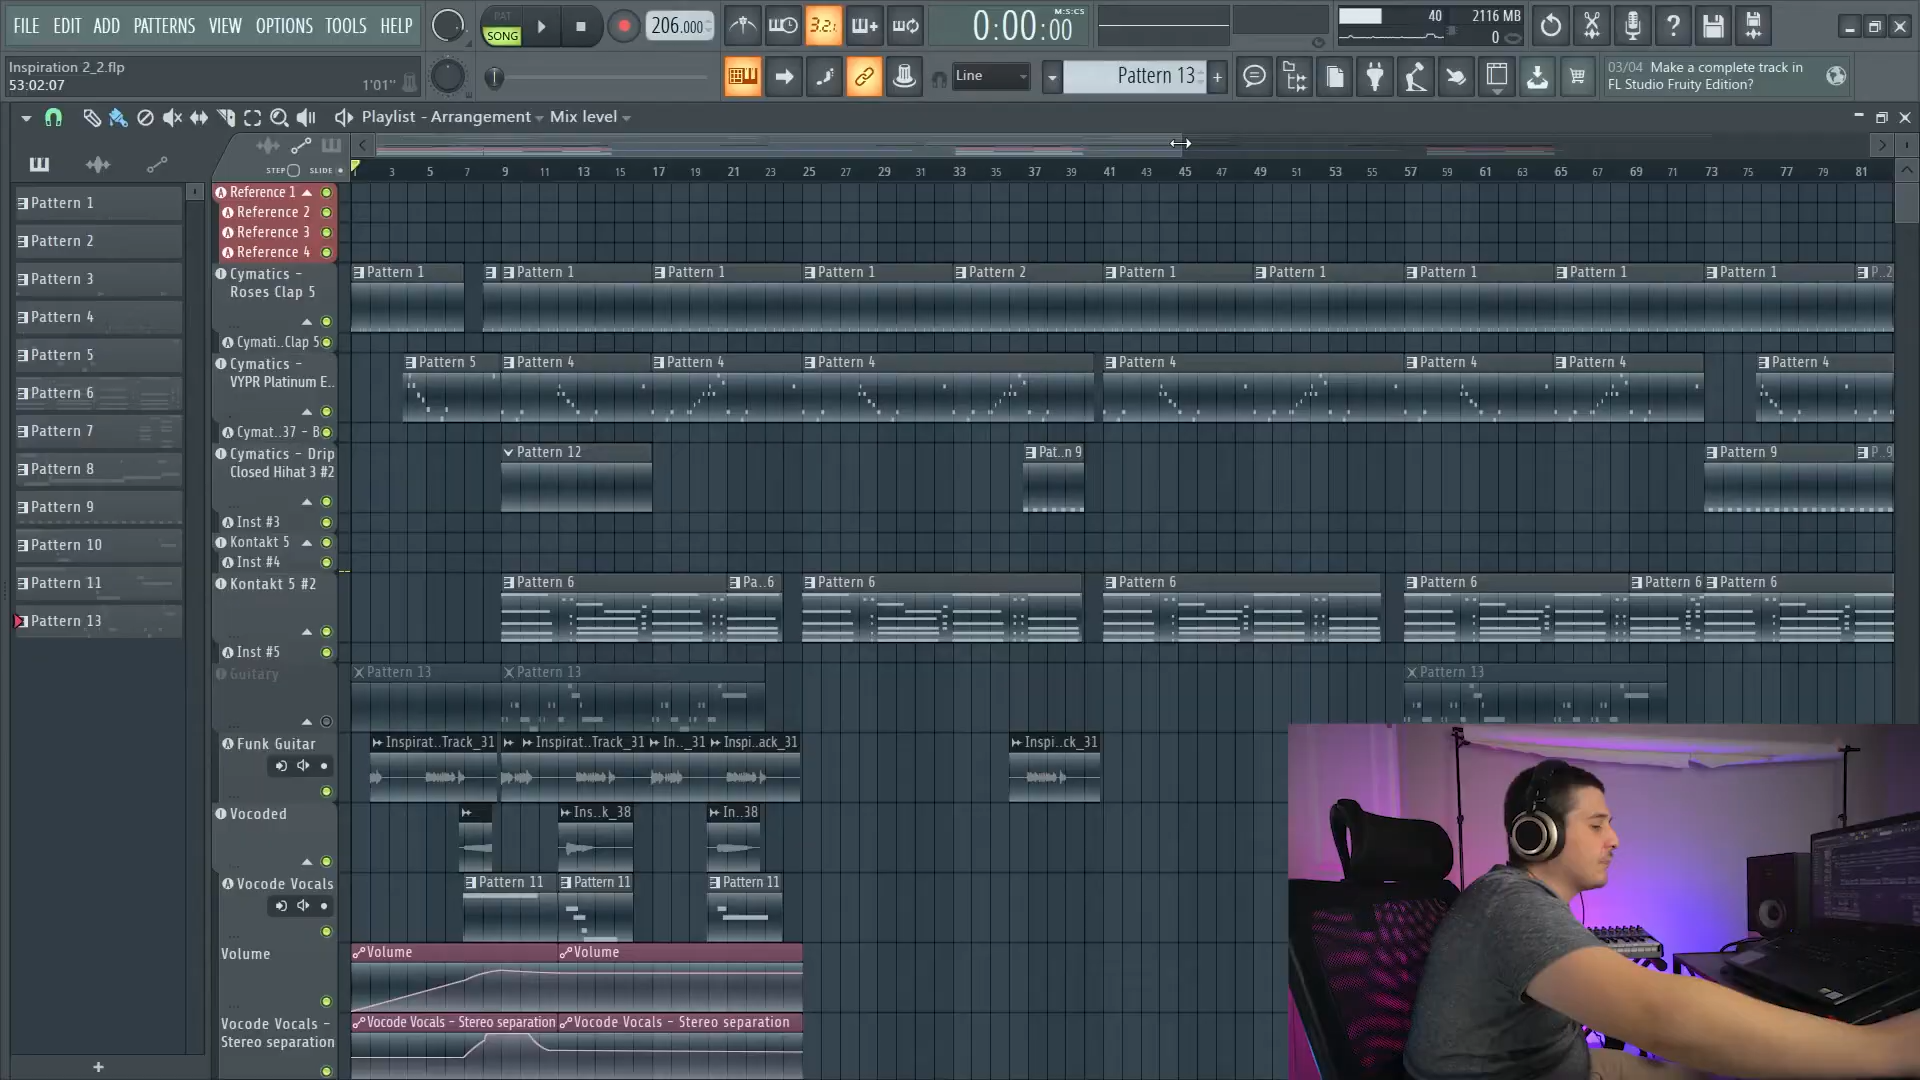 FILE EDIT ADD PATTERNS VIEW OPTIONS TOOLS HELP
PAT
SONG
206.000
3.2.
0:00:00
M:S:CS
40
2116 MB
0
Inspiration 2_2.flp
53:02:07
1'01"
Line
Pattern 13
03/04 Make a complete track in
FL Studio Fruity Edition?
Playlist - Arrangement
Mix level
STEP SLIDE
1 3 5 7 9 11 13 15 17 19 21 23 25 27 29 31 33 35 37 39 41 43 45 47 49 51 53 55 57 59 61 63 65 67 69 71 73 75 77 79 81
Pattern 1
Pattern 2
Pattern 3
Pattern 4
Pattern 5
Pattern 6
Pattern 7
Pattern 8
Pattern 9
Pattern 10
Pattern 11
Pattern 13
Reference 1
Reference 2
Reference 3
Reference 4
Cymatics -
Roses Clap 5
Pattern 1 Pattern 1 Pattern 1 Pattern 1 Pattern 2 Pattern 1 Pattern 1 Pattern 1 Pattern 1 Pattern 1 P..2
Cymati..Clap 5
Cymatics -
VYPR Platinum E..
Pattern 5 Pattern 4 Pattern 4 Pattern 4 Pattern 4 Pattern 4 Pattern 4 Pattern 4
Cymat..37 - B
Cymatics - Drip
Closed Hihat 3 #2
Pattern 12 Pat..n 9 Pattern 9 P..9
Inst #3
Kontakt 5
Inst #4
Kontakt 5 #2
Pattern 6 Pa..6 Pattern 6 Pattern 6 Pattern 6 Pattern 6 Pattern 6
Inst #5
Guitary
Pattern 13 Pattern 13 Pattern 13
Funk Guitar
Inspirat..Track_31 Inspirat..Track_31 In.._31 Inspi..ack_31 Inspi..ck_31
Vocoded
Ins..k_38 In..38
Vocode Vocals
Pattern 11 Pattern 11 Pattern 11
Volume
Volume Volume
Vocode Vocals -
Stereo separation
Vocode Vocals - Stereo separation Vocode Vocals - Stereo separation